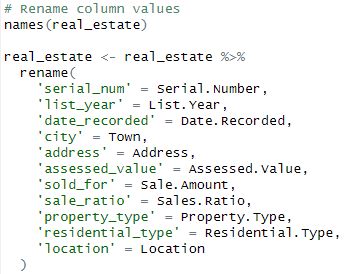 # Rename column values
names(real_estate)
real_estate <- real_estate %>%
rename(
'serial_num' = Serial.Number,
'list_year' = List.Year,
'date_recorded' = Date.Recorded,
'city' = Town,
'address' = Address,
'assessed_value' = Assessed.Value,
'sold_for' = Sale.Amount,
'sale_ratio' = Sales.Ratio,
'property_type' = Property.Type,
'residential_type' = Residential.Type,
'location' = Location
)